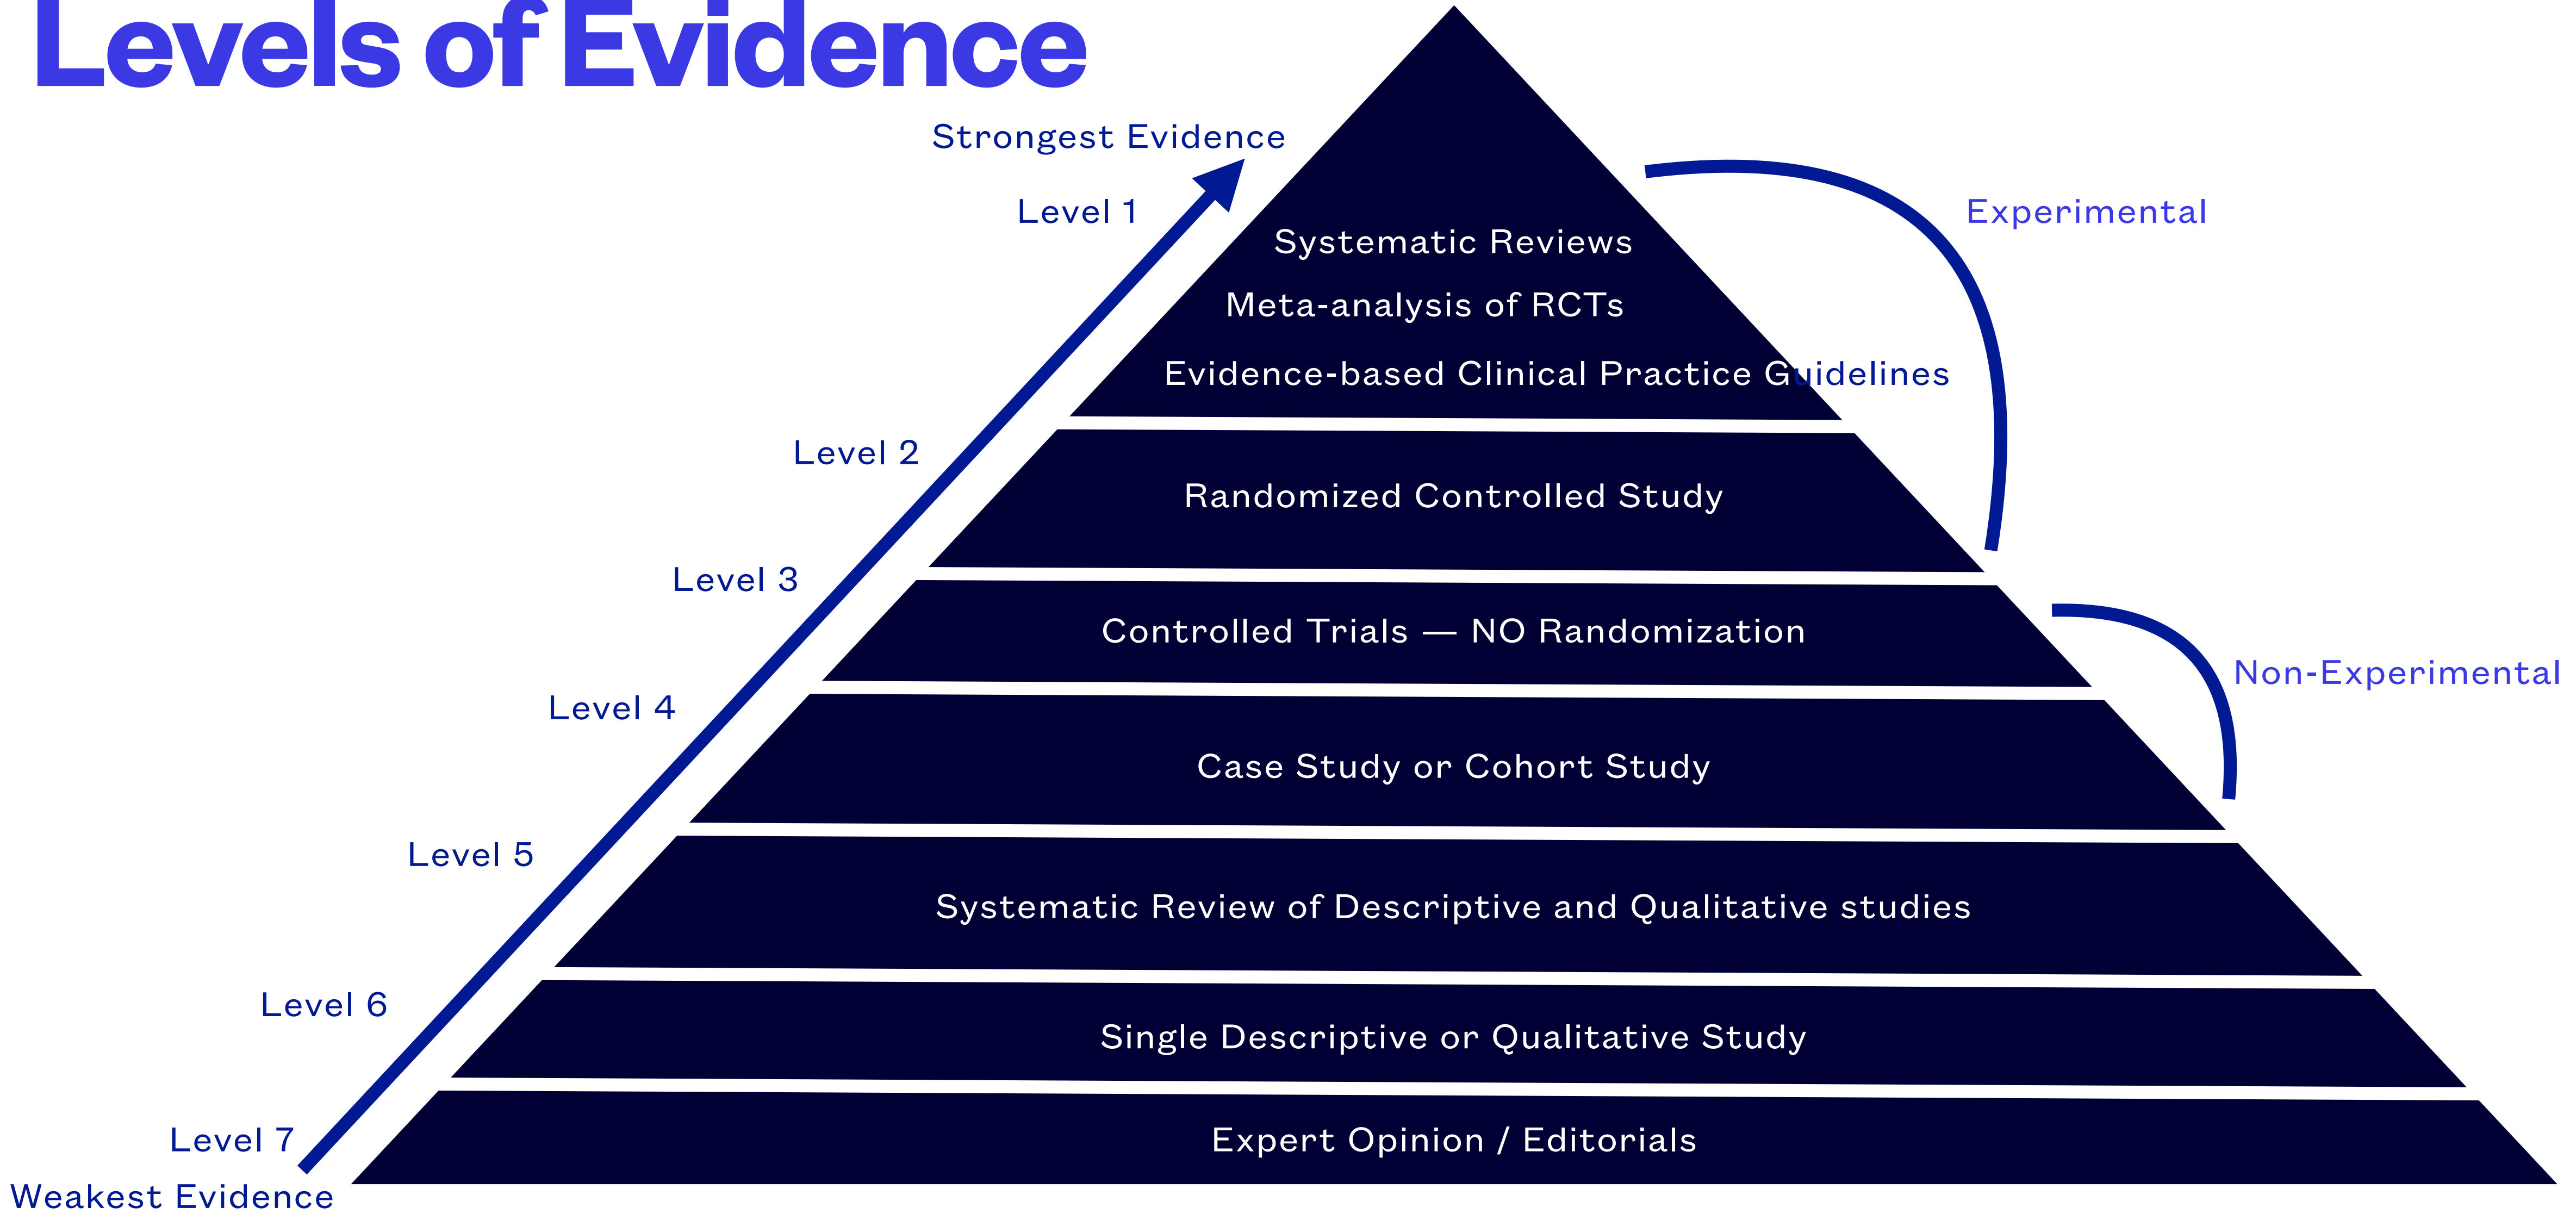 Levels of Evidence
Strongest Evidence
Level 1
Experimental
Systematic Reviews
Meta-analysis of RCTs
Evidence-based Clinical Practice Guidelines
Level 2
Randomized Controlled Study
Level 3
Controlled Trials — NO Randomization
Non-Experimental
Level 4
Case Study or Cohort Study
Level 5
Systematic Review of Descriptive and Qualitative studies
Level 6
Single Descriptive or Qualitative Study
Level 7
Expert Opinion / Editorials
Weakest Evidence